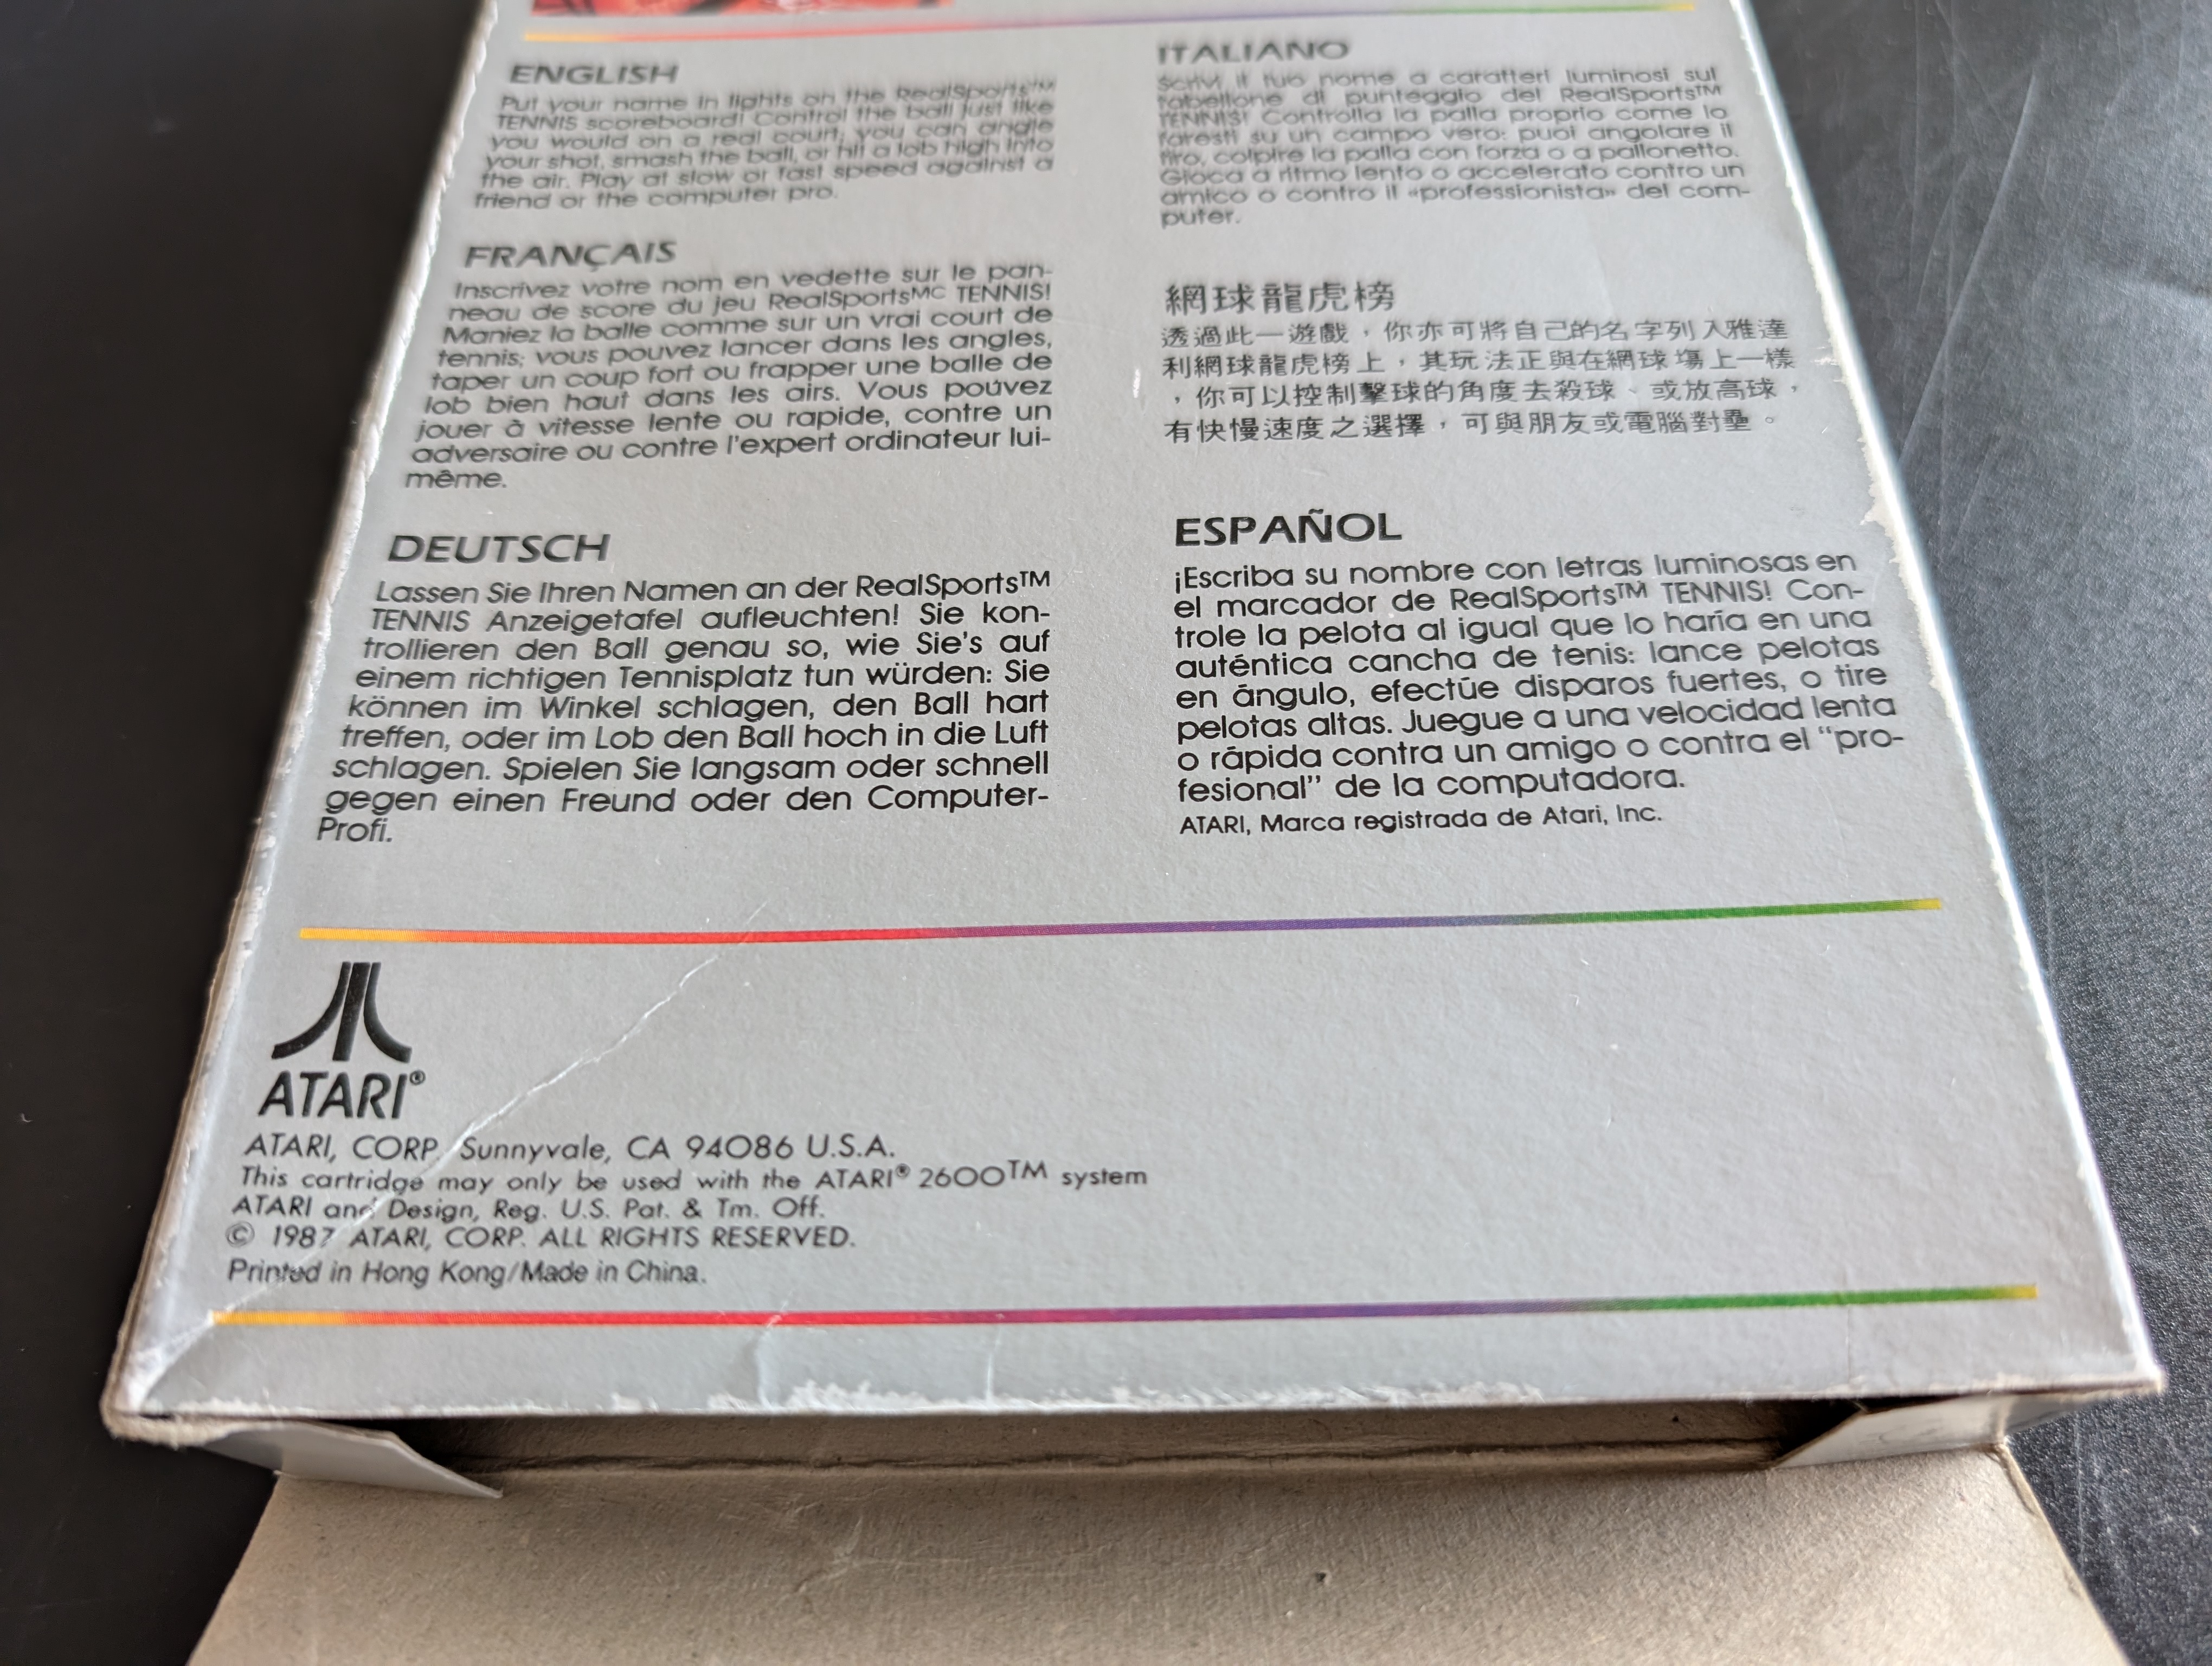 ENGLISH
Put your name in lights on the RealSports™
TENNIS scoreboard! Control the ball just like
you would on a real court; you can angle
your shot, smash the ball, or hit a lob high into
the air. Play at slow or fast speed against a
friend or the computer pro.
FRANÇAIS
Inscrivez votre nom en vedette sur le pan-
neau de score du jeu RealSportsMC TENNIS!
Maniez la balle comme sur un vrai court de
tennis; vous pouvez lancer dans les angles,
taper un coup fort ou frapper une balle de
lob bien haut dans les airs. Vous pouvez
jouer à vitesse lente ou rapide, contre un
adversaire ou contre l'expert ordinateur lui-
même.
DEUTSCH
Lassen Sie Ihren Namen an der RealSports™
TENNIS Anzeigetafel aufleuchten! Sie kon-
trollieren den Ball genau so, wie Sie's auf
einem richtigen Tennisplatz tun würden: Sie
können im Winkel schlagen, den Ball hart
treffen, oder im Lob den Ball hoch in die Luft
schlagen. Spielen Sie langsam oder schnell
gegen einen Freund oder den Computer-
Profi.
ITALIANO
Scrivi il tuo nome a caratteri luminosi sul
tabellone di punteggio del RealSports™
TENNIS! Controlla la palla proprio come lo
faresti su un campo vero: puoi angolare il
tiro, colpire la palla con forza o a pallonetto.
Gioca a ritmo lento o accelerato contro un
amico o contro il «professionista» del com-
puter.
網球龍虎榜
透過此一遊戲，你亦可將自己的名字列入雅達
利網球龍虎榜上，其玩法正與在網球場上一樣
，你可以控制擊球的角度去殺球、或放高球，
有快慢速度之選擇，可與朋友或電腦對壘。
ESPAÑOL
¡Escriba su nombre con letras luminosas en
el marcador de RealSports™ TENNIS! Con-
trole la pelota al igual que lo haría en una
auténtica cancha de tenis: lance pelotas
en ángulo, efectúe disparos fuertes, o tire
pelotas altas. Juegue a una velocidad lenta
o rápida contra un amigo o contra el "pro-
fesional" de la computadora.
ATARI, Marca registrada de Atari, Inc.
ATARI®
ATARI, CORP. Sunnyvale, CA 94086 U.S.A.
This cartridge may only be used with the ATARI® 2600™ system
ATARI and Design, Reg. U.S. Pat. & Tm. Off.
© 1987 ATARI, CORP. ALL RIGHTS RESERVED.
Printed in Hong Kong/Made in China.